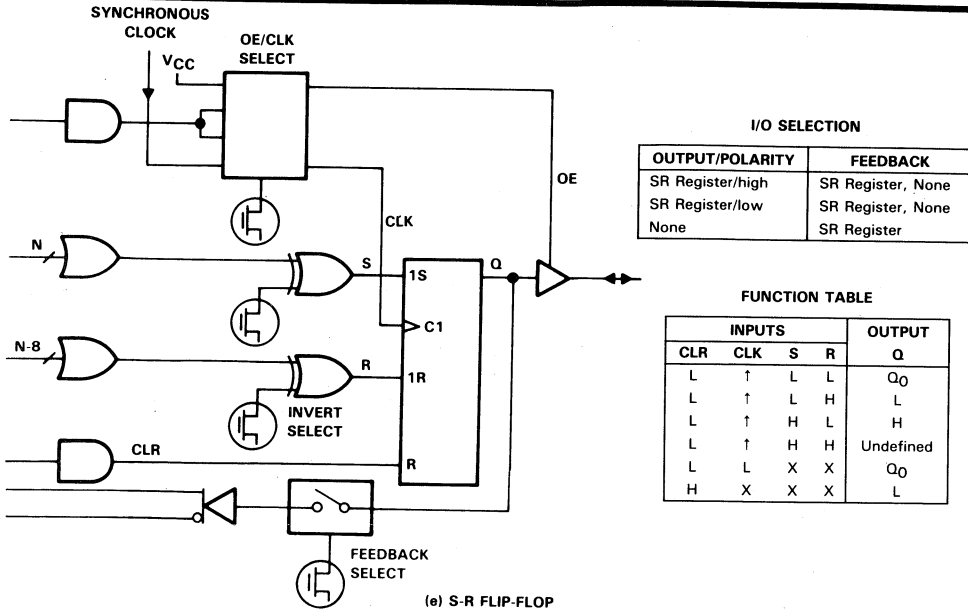 SYNCHRONOUS
CLOCK
OE/CLK
SELECT
VCC
OE
CLK
N
S
1S
Q
C1
N-8
R
1R
INVERT
SELECT
CLR
R
FEEDBACK
SELECT
(e) S-R FLIP-FLOP
I/O SELECTION
OUTPUT/POLARITY FEEDBACK
SR Register/high SR Register, None
SR Register/low SR Register, None
None SR Register
FUNCTION TABLE
INPUTS OUTPUT
CLR CLK S R Q
L ↑ L L Q0
L ↑ L H L
L ↑ H L H
L ↑ H H Undefined
L L X X Q0
H X X X L